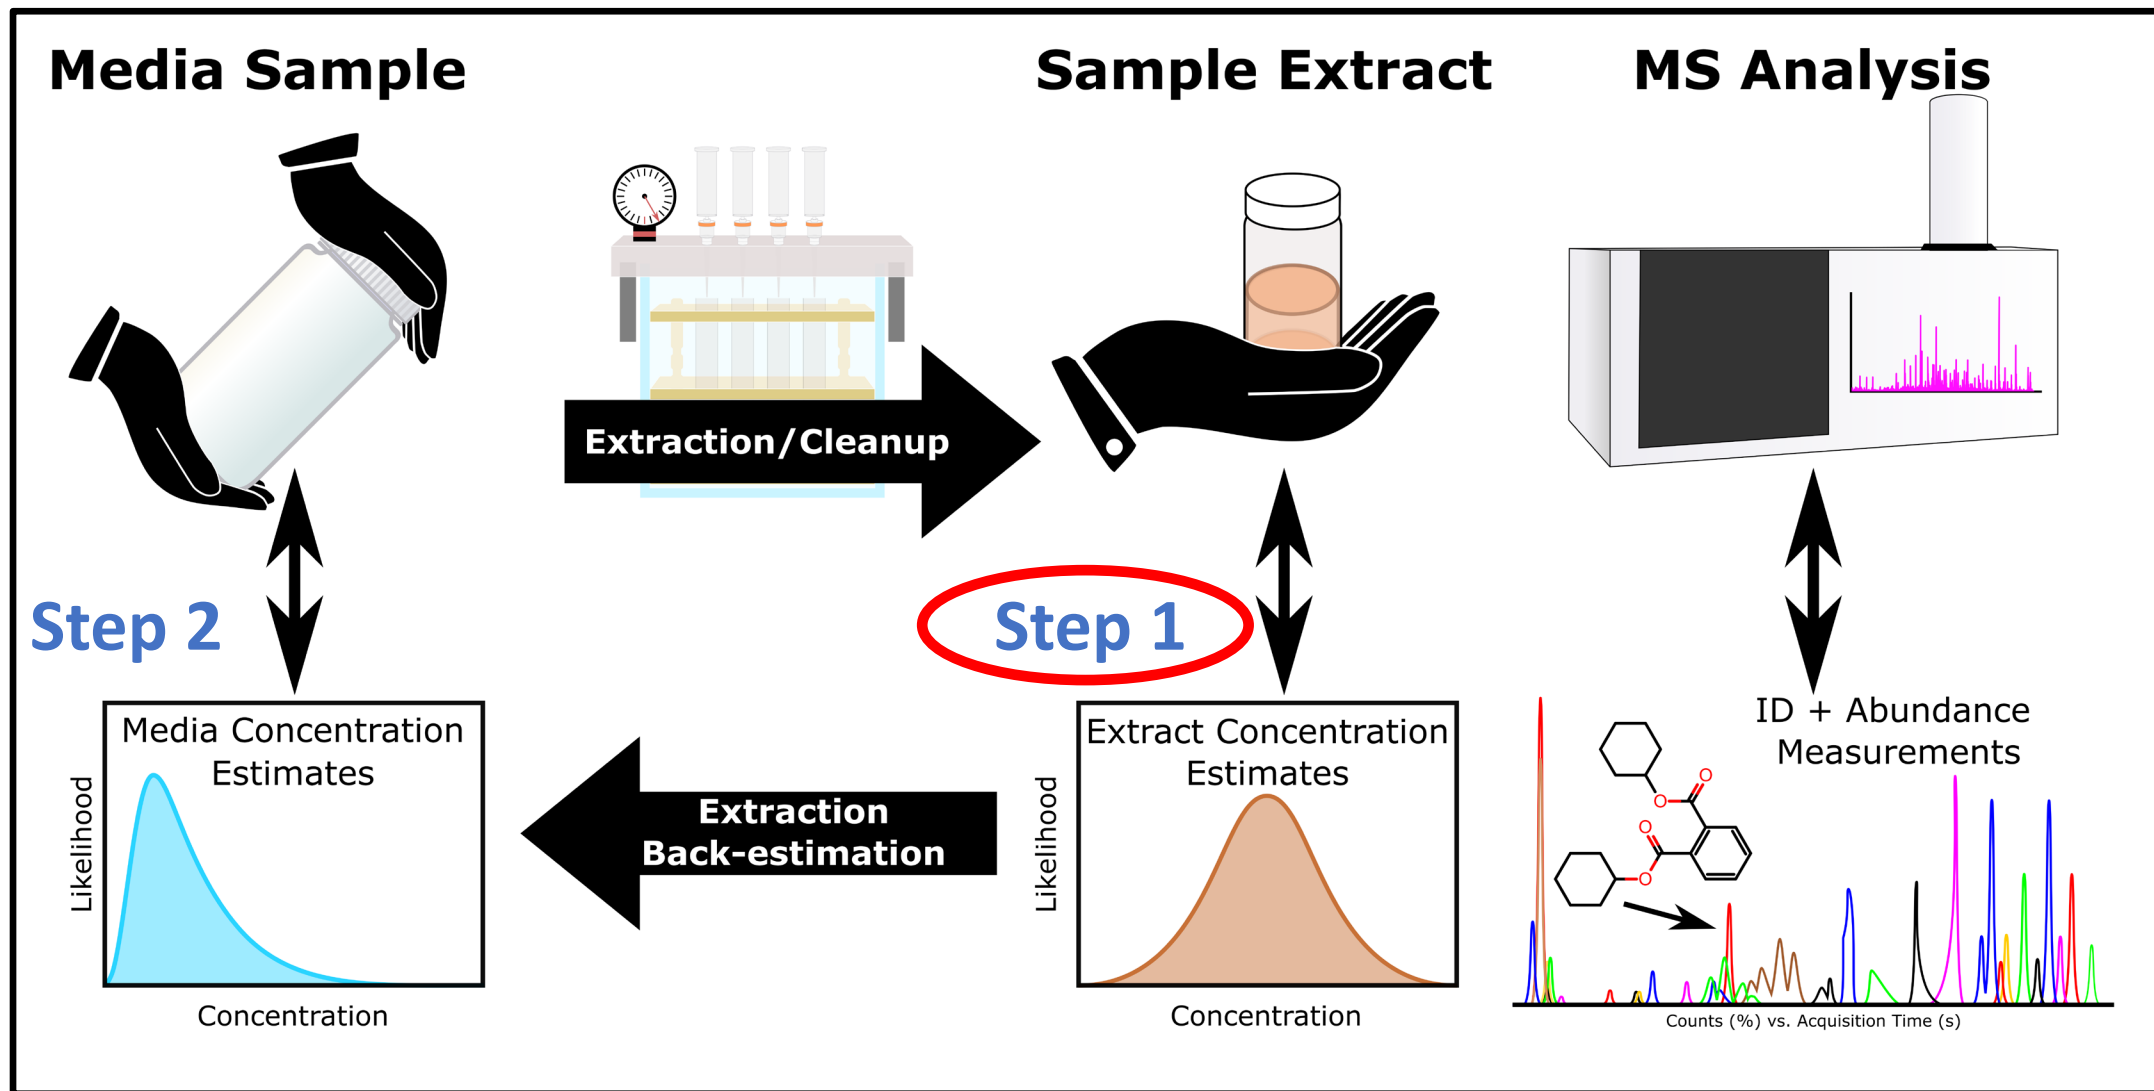 Media Sample
Sample Extract
MS Analysis
Extraction/Cleanup
Step 2
Step 1
Media Concentration
Estimates
Likelihood
Concentration
Extraction
Back-estimation
Extract Concentration
Estimates
Likelihood
Concentration
ID + Abundance
Measurements
O
O
O
O
Counts (%) vs. Acquisition Time (s)